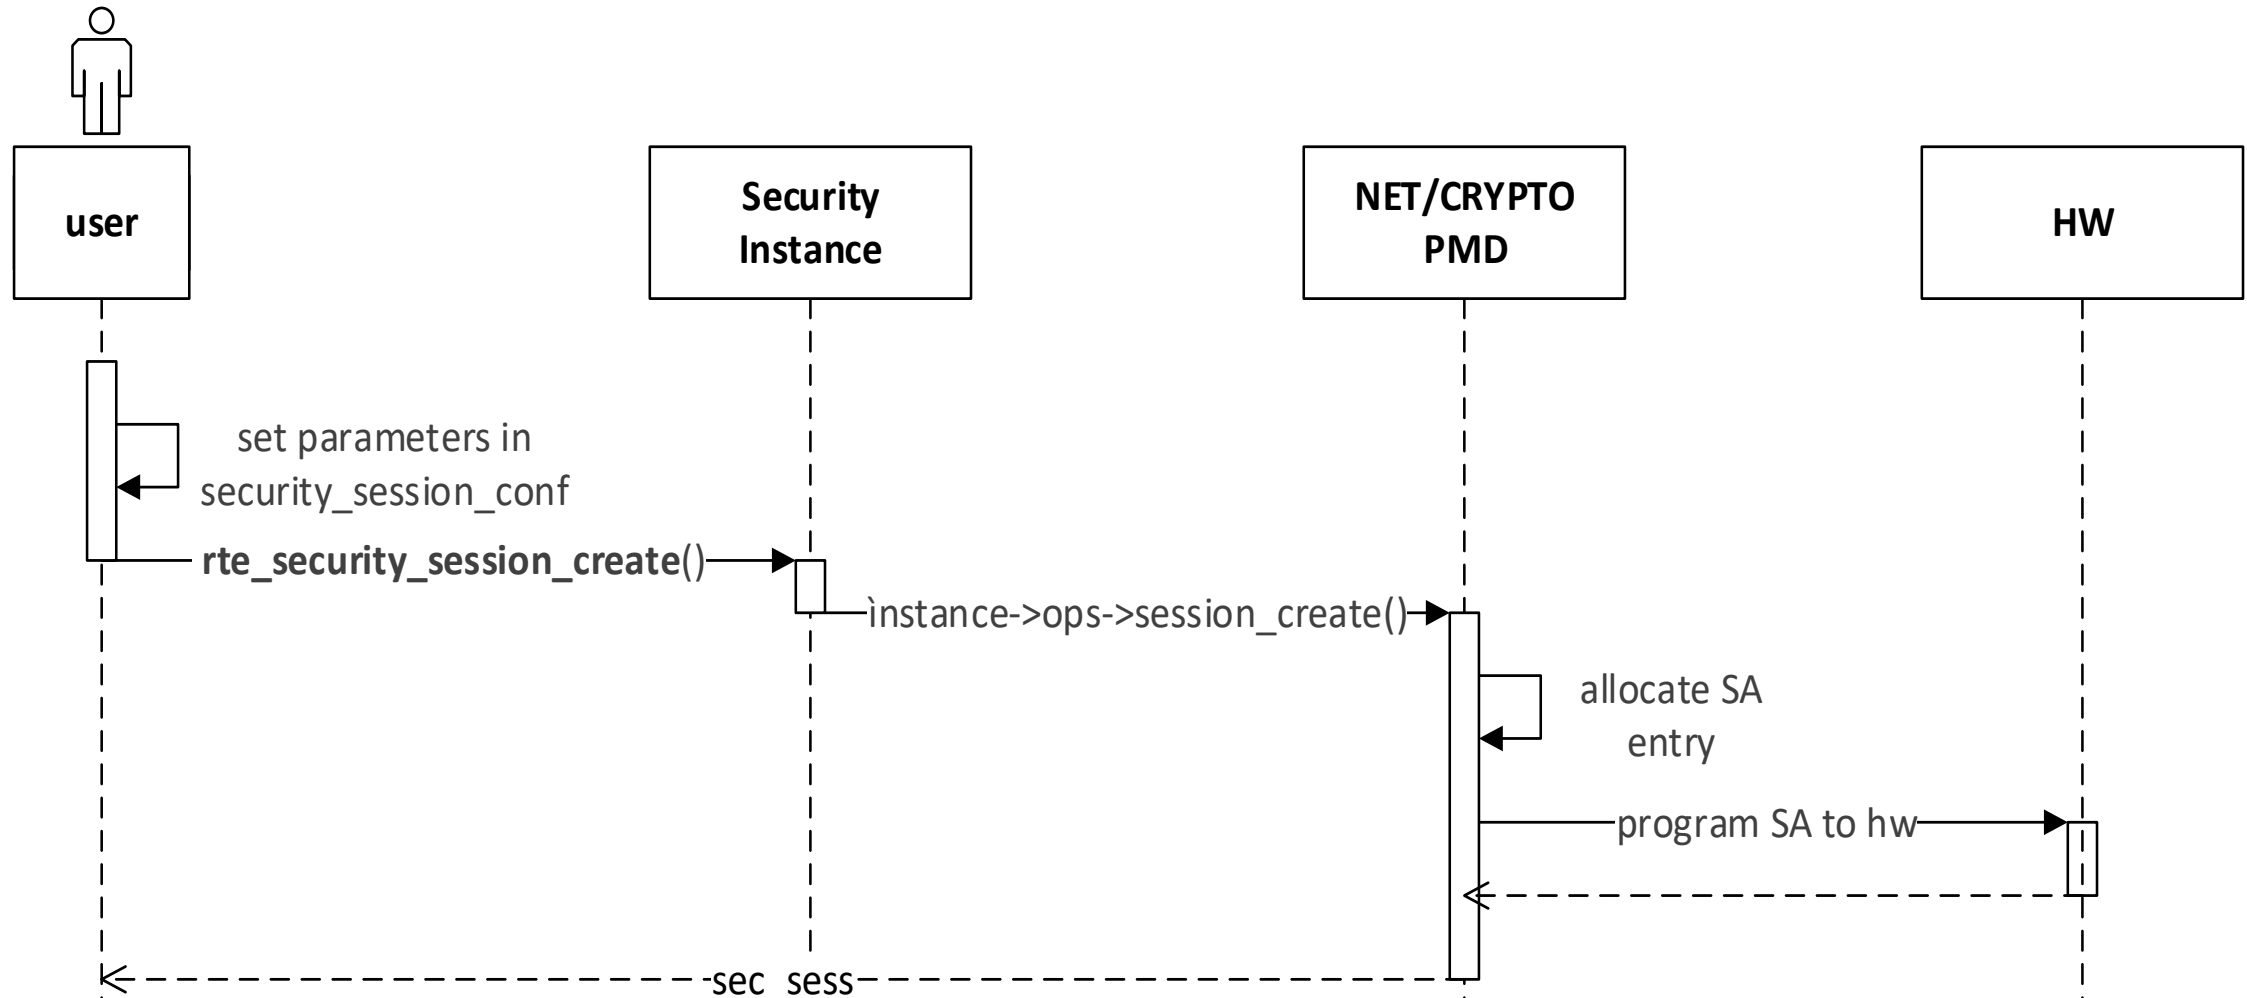 user
Security
Instance
NET/CRYPTO
PMD
HW
set parameters in
security_session_conf
rte_security_session_create()
ìnstance->ops->session_create()
allocate SA
entry
program SA to hw
sec_sess